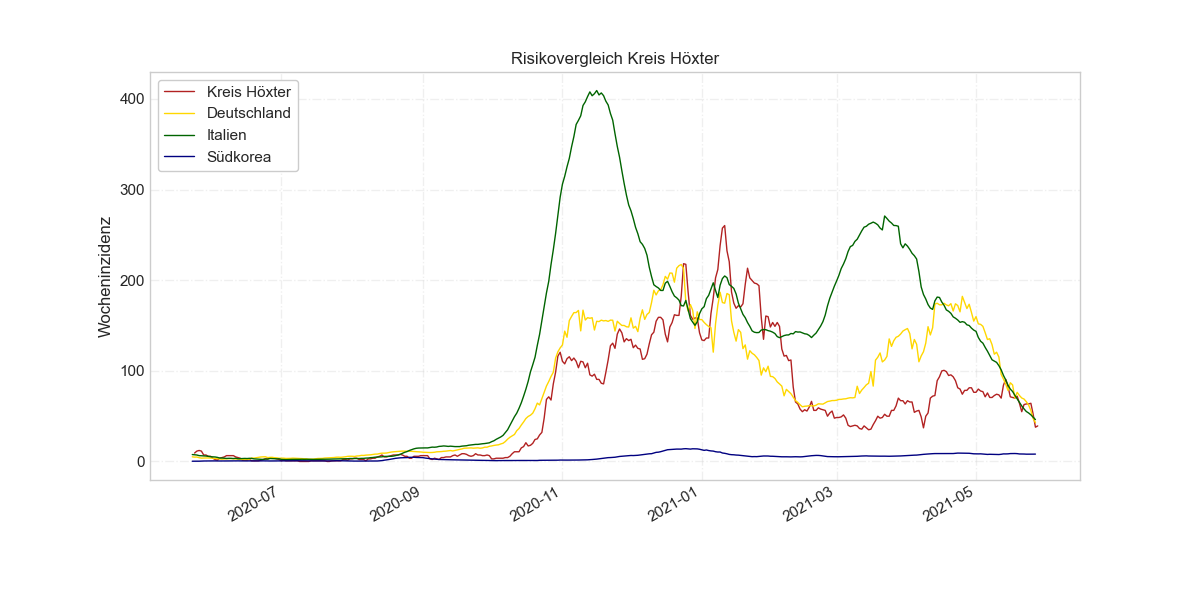 Risikovergleich Kreis Höxter
Kreis Höxter
Deutschland
Italien
Südkorea
Wocheninzidenz
400
300
200
100
0
2020-07
2020-09
2020-11
2021-01
2021-03
2021-05